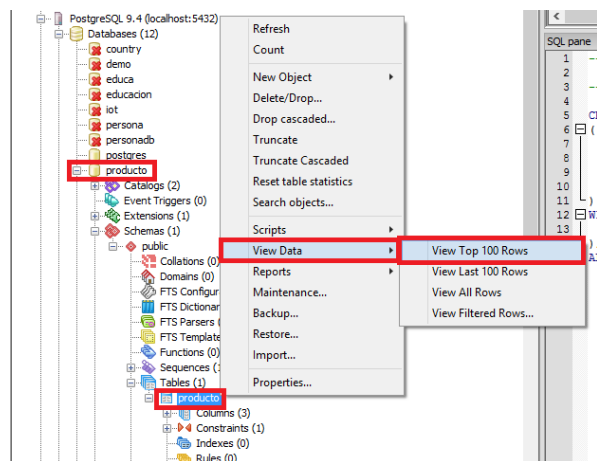 PostgreSQL 9.4 (localhost:5432)
Databases (12)
country
demo
educa
educacion
iot
persona
personadb
postgres
producto
Catalogs (2)
Event Triggers (0)
Extensions (1)
Schemas (1)
public
Collations (0)
Domains (0)
FTS Configur
FTS Dictionar
FTS Parsers (
FTS Template
Functions (0)
Sequences (
Tables (1)
producto
Columns (3)
Constraints (1)
Indexes (0)
Rules (0)
Refresh
Count
New Object
Delete/Drop...
Drop cascaded...
Truncate
Truncate Cascaded
Reset table statistics
Search objects...
Scripts
View Data
Reports
Maintenance...
Backup...
Restore...
Import...
Properties...
View Top 100 Rows
View Last 100 Rows
View All Rows
View Filtered Rows...
SQL pane
1 --
2
3 --
4
5
6 (
7
8
9
10
11 )
12
13
)